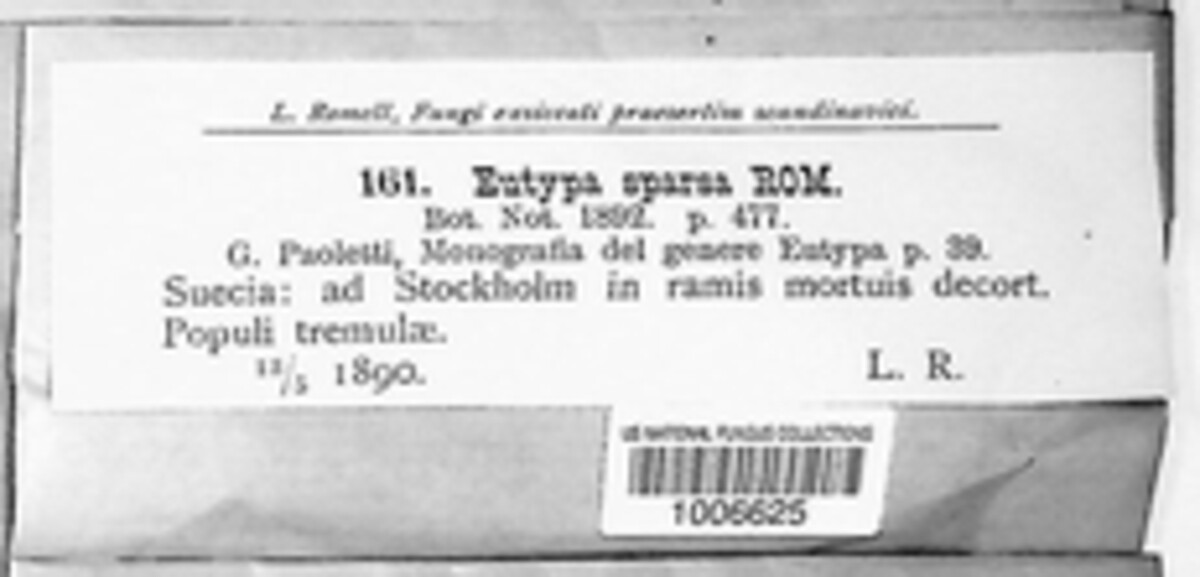 L. Romell, Fungi exsiccati praesertim scandinavici.
161. Eutypa sparsa ROM.
Bot. Not. 1892. p. 477.
G. Paoletti, Monografia del genere Eutypa p. 39.
Suecia: ad Stockholm in ramis mortuis decort.
Populi tremulæ.
12/5 1890. L. R.
US NATIONAL FUNGUS COLLECTIONS
1006625